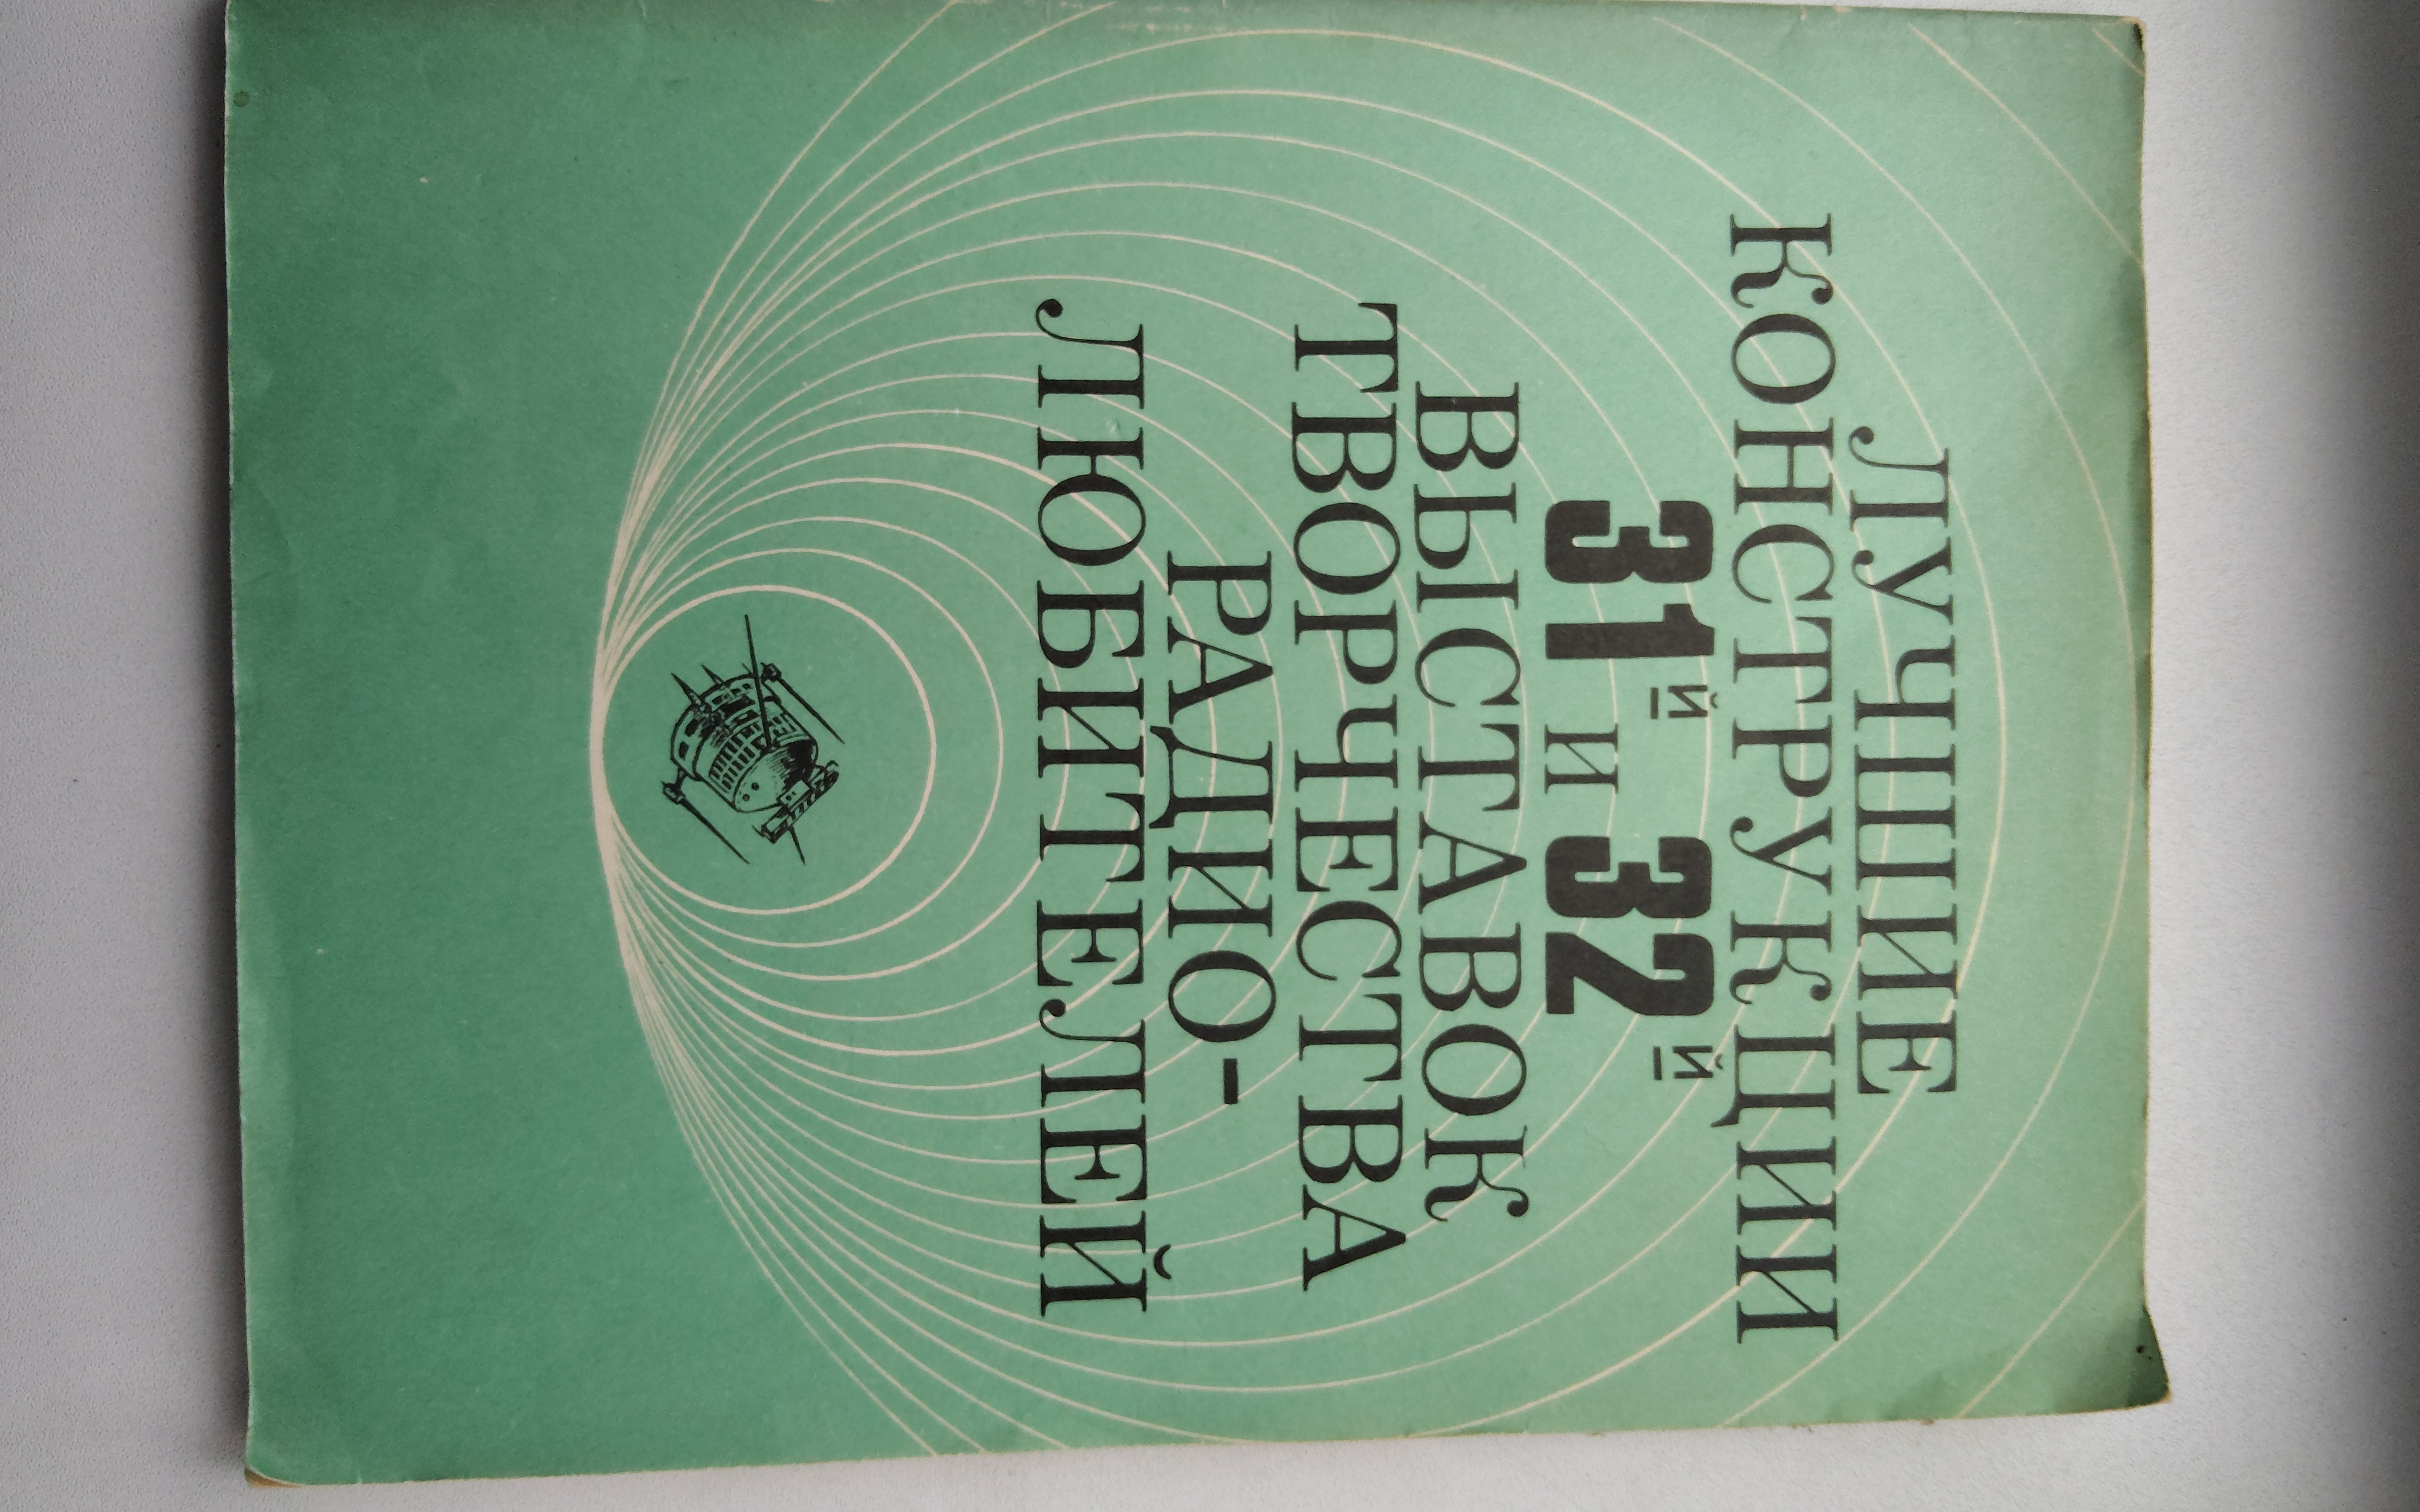 ЛУЧШИЕ
КОНСТРУКЦИИ
31й и 32й
ВЫСТАВОК
ТВОРЧЕСТВА
РАДИО-
ЛЮБИТЕЛЕЙ